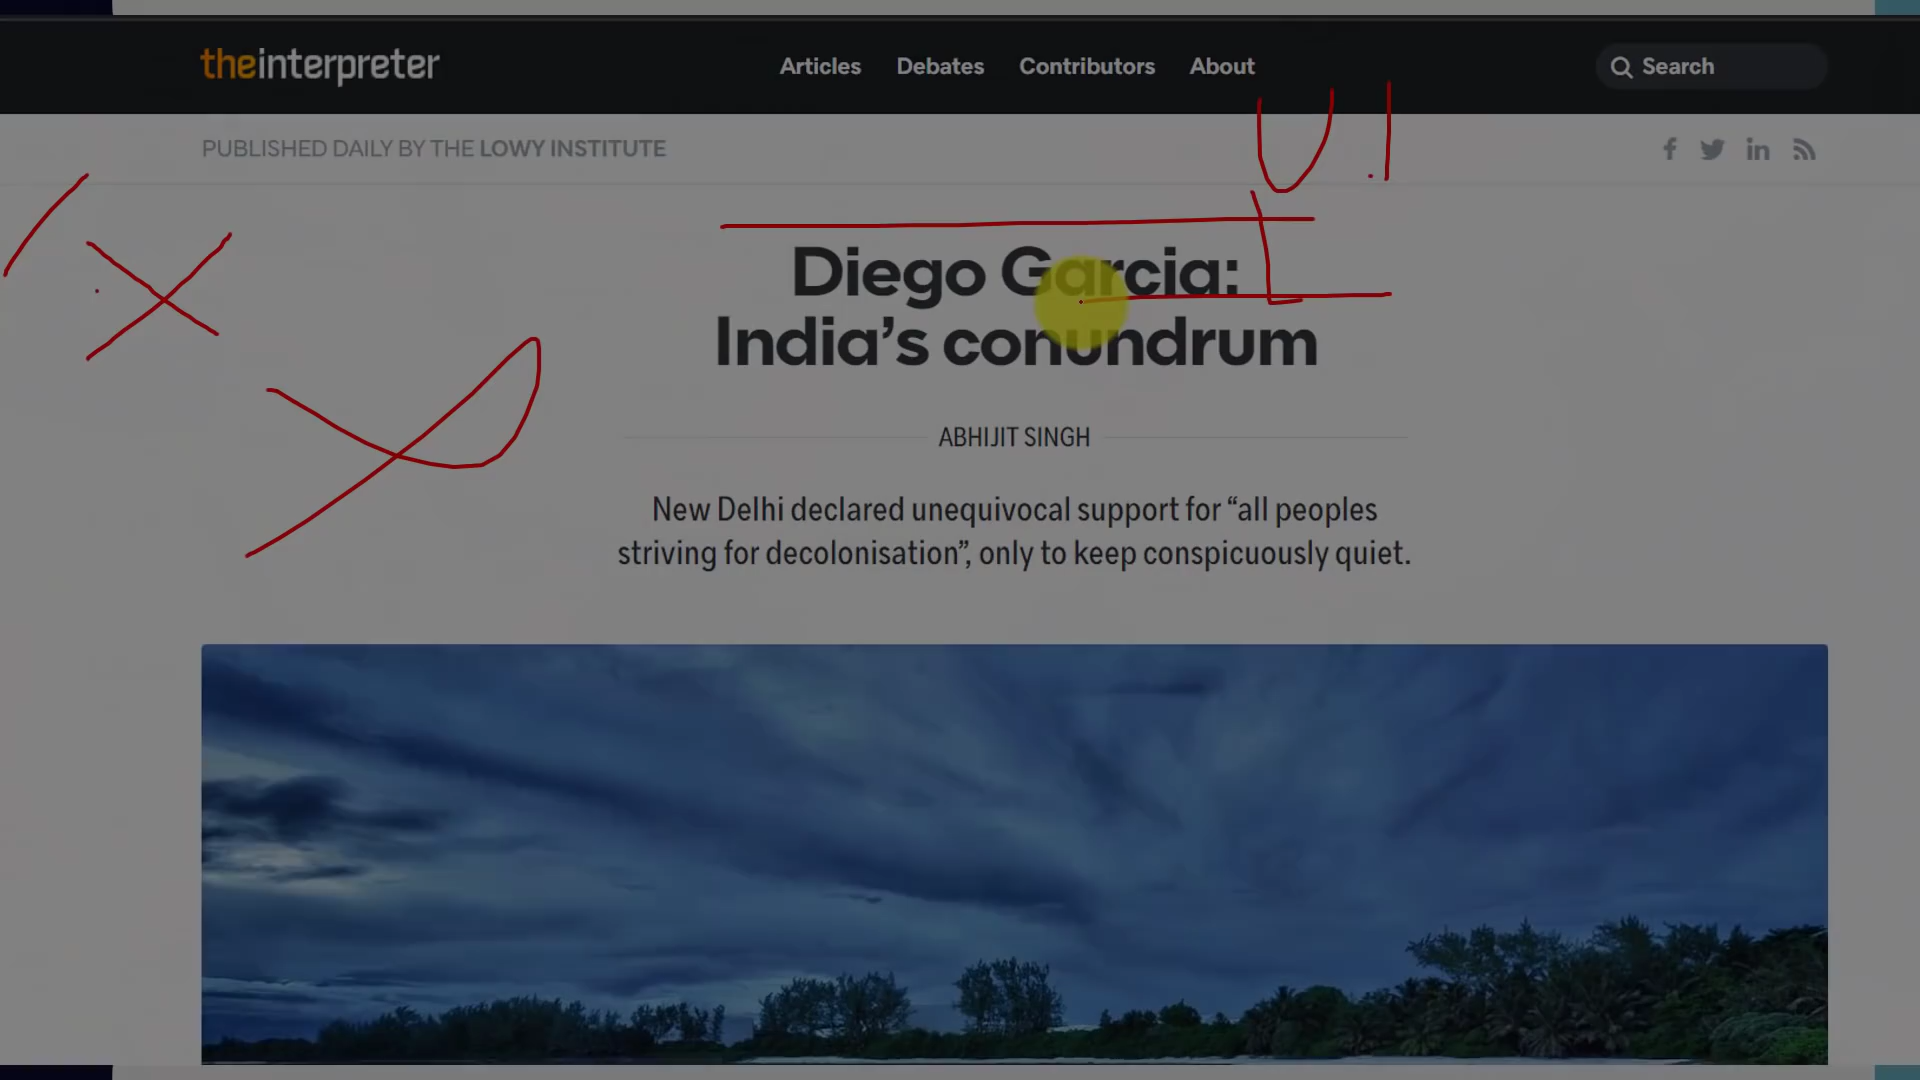 theinterpreter
Articles Debates Contributors About
Search
PUBLISHED DAILY BY THE LOWY INSTITUTE
Diego Garcia:
India's conundrum
ABHIJIT SINGH
New Delhi declared unequivocal support for “all peoples
striving for decolonisation”, only to keep conspicuously quiet.